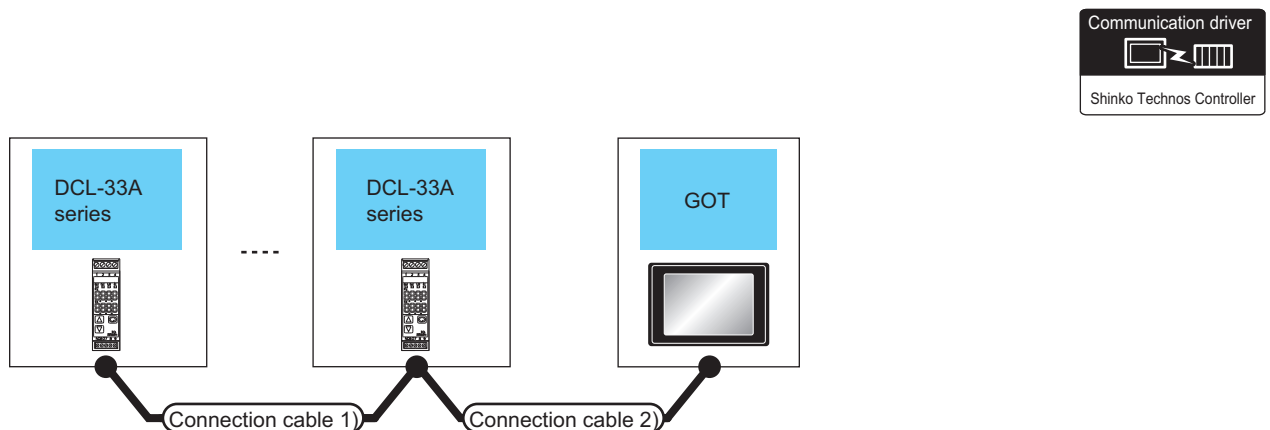 Communication driver
Shinko Technos Controller
DCL-33A
series
DCL-33A
series
GOT
Connection cable 1)
Connection cable 2)